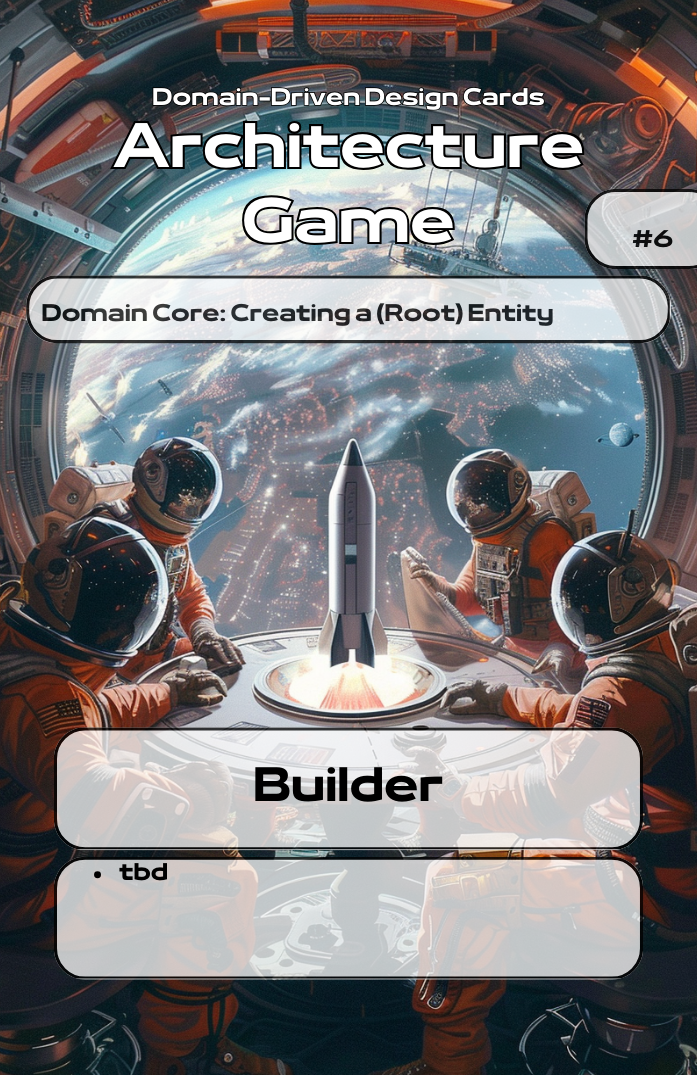 Domain-Driven Design Cards
Architecture
Game
#6
Domain Core: Creating a (Root) Entity
Builder
• tbd